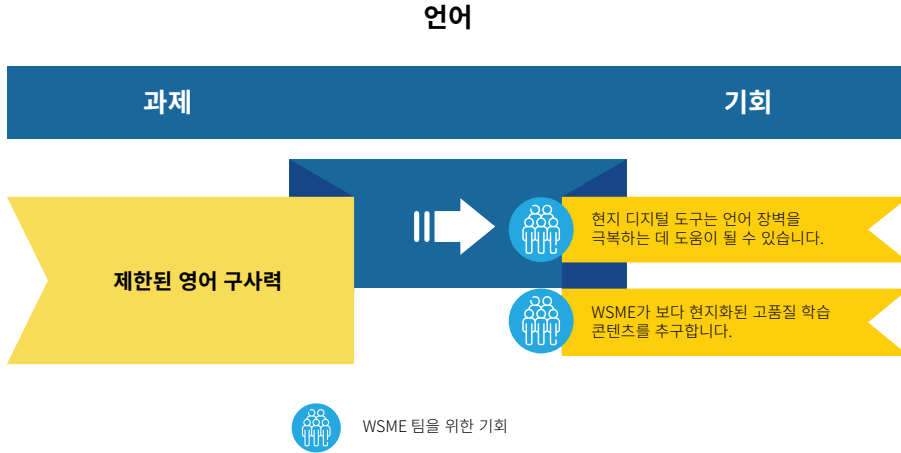 언어
과제
기회
제한된 영어 구사력
현지 디지털 도구는 언어 장벽을
극복하는 데 도움이 될 수 있습니다.
WSME가 보다 현지화된 고품질 학습
콘텐츠를 추구합니다.
WSME 팀을 위한 기회